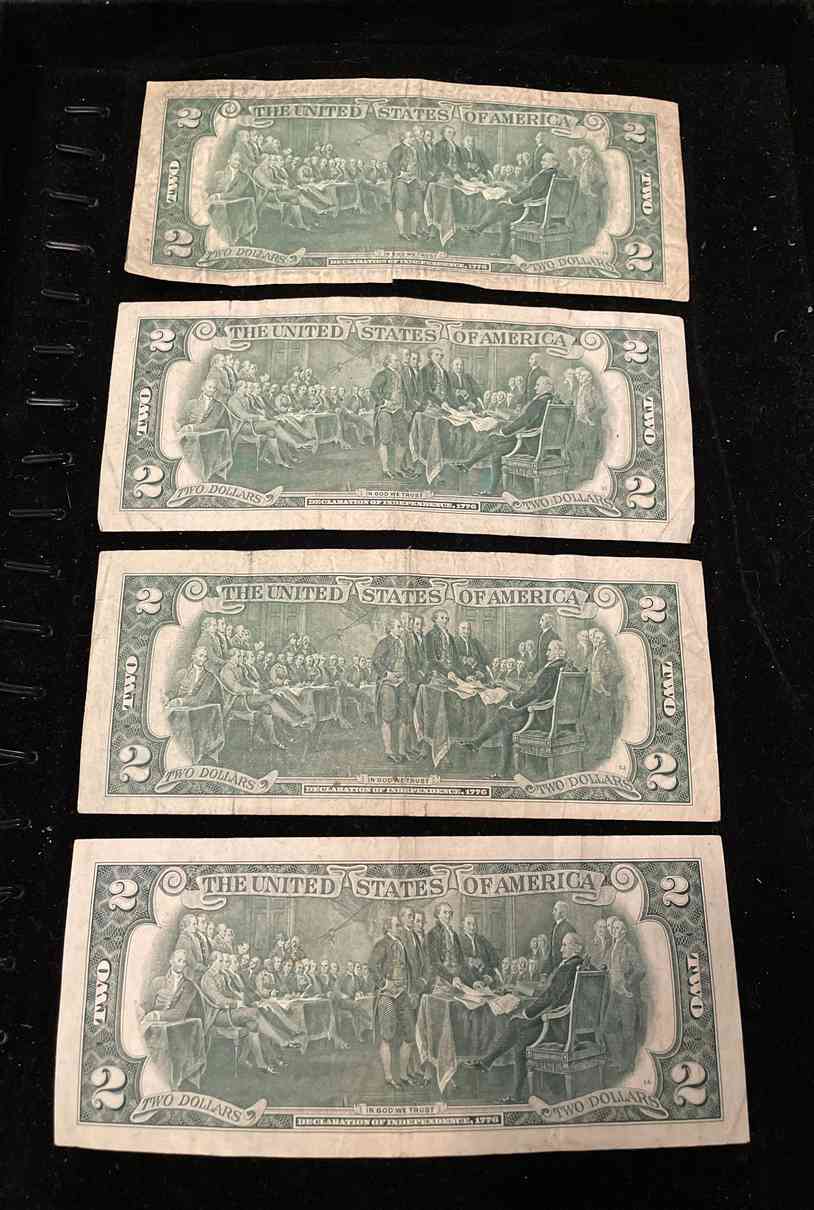 THE UNITED STATES OF AMERICA
2 2
TWO TWO
2 2
TWO DOLLARS IN GOD WE TRUST TWO DOLLARS
DECLARATION OF INDEPENDENCE, 1776
THE UNITED STATES OF AMERICA
2 2
TWO TWO
2 2
TWO DOLLARS IN GOD WE TRUST TWO DOLLARS
DECLARATION OF INDEPENDENCE, 1776
THE UNITED STATES OF AMERICA
2 2
TWO TWO
2 2
TWO DOLLARS IN GOD WE TRUST TWO DOLLARS
DECLARATION OF INDEPENDENCE, 1776
THE UNITED STATES OF AMERICA
2 2
TWO TWO
2 2
TWO DOLLARS IN GOD WE TRUST TWO DOLLARS
DECLARATION OF INDEPENDENCE, 1776